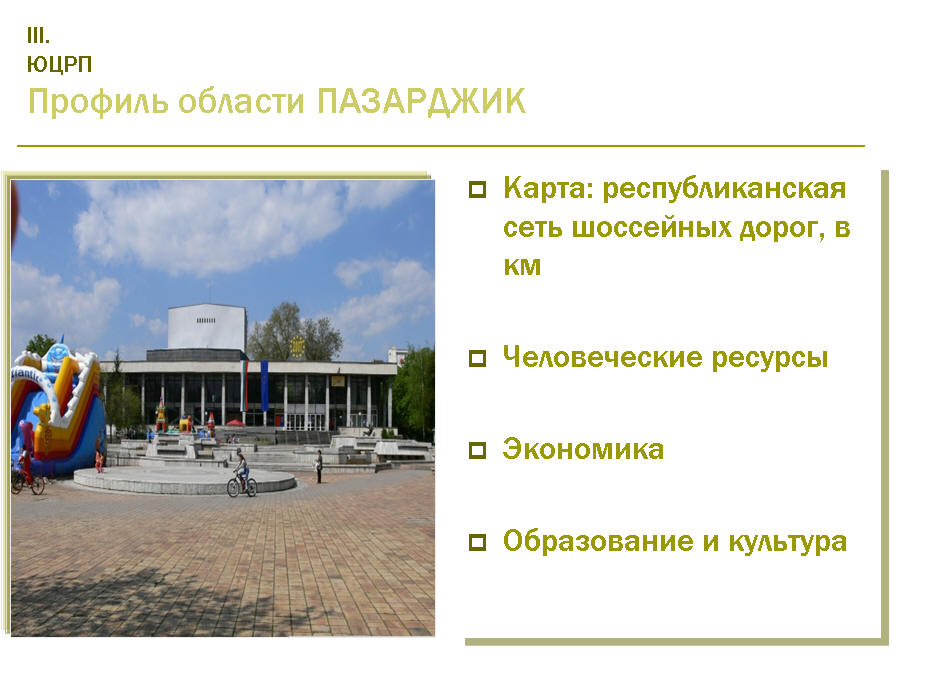 III.
ЮЦРП
Профиль области ПАЗАРДЖИК
Карта: республиканская
сеть шоссейных дорог, в
км
Человеческие ресурсы
Экономика
Образование и культура